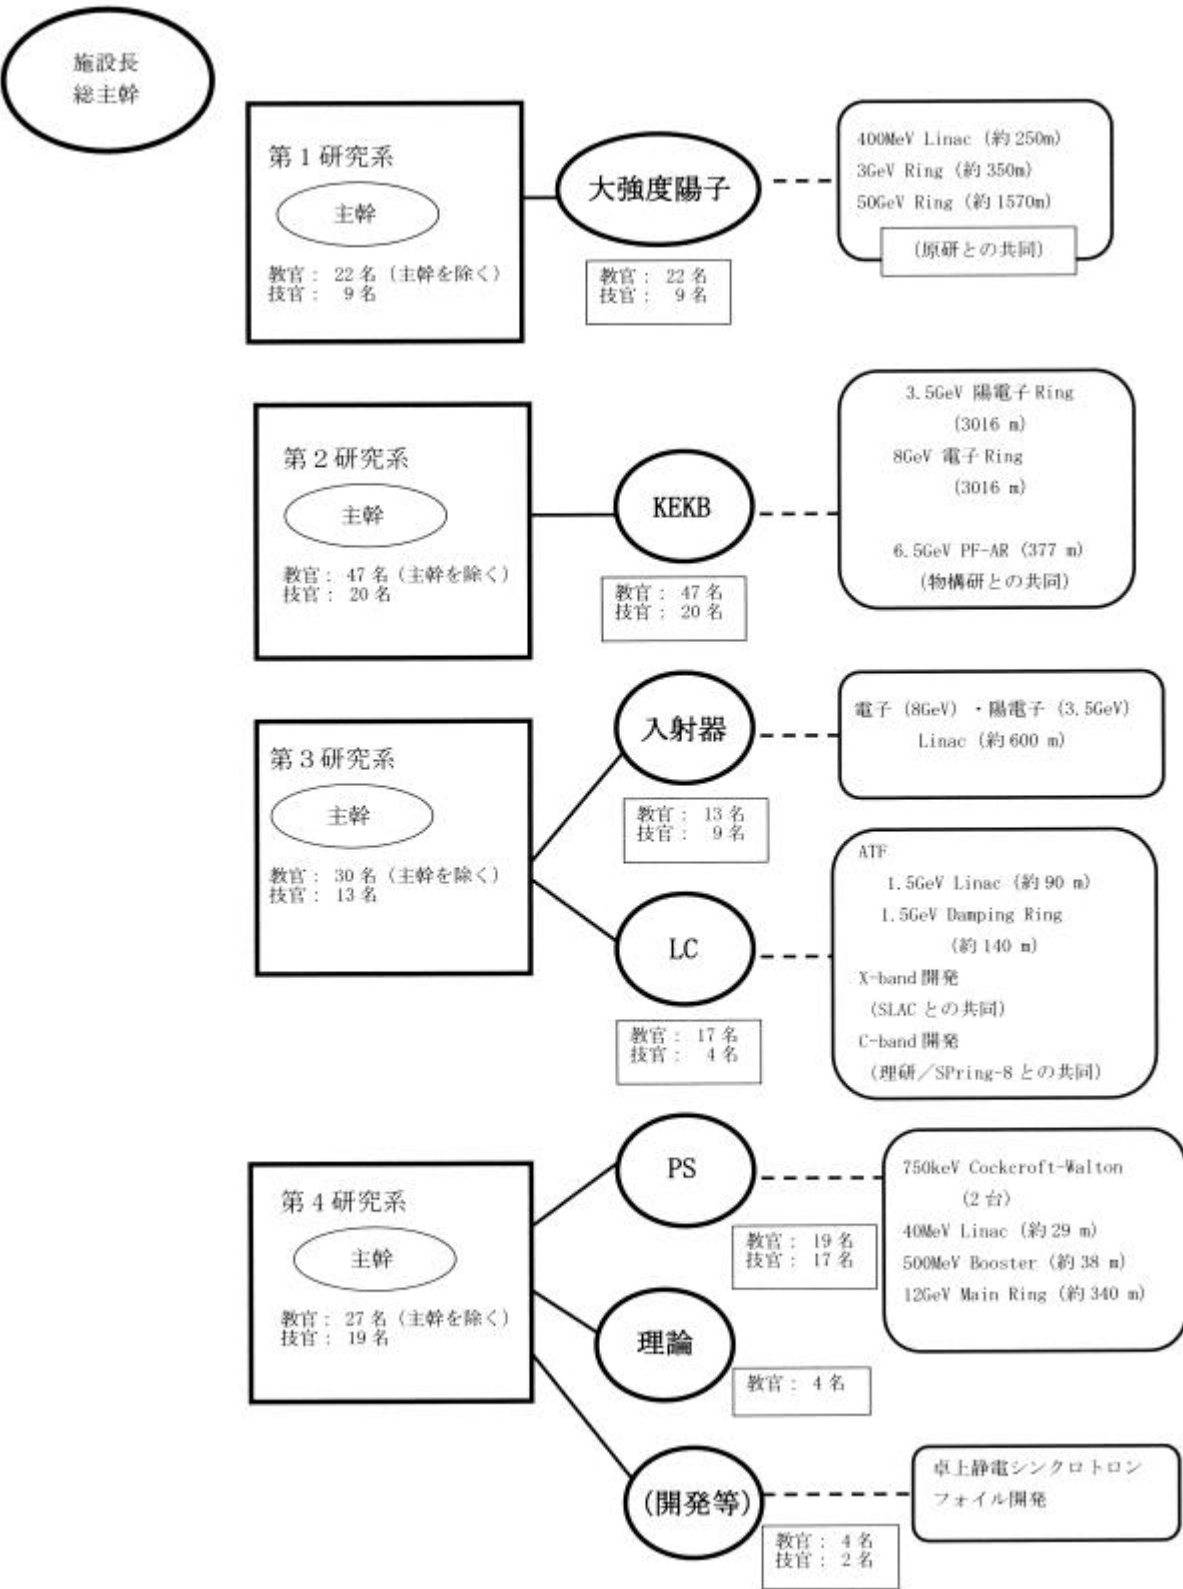 施設長
総主幹
第1研究系
主幹
教官： 22名（主幹を除く）
技官： 9名
大強度陽子
教官： 22名
技官： 9名
400MeV Linac（約250m）
3GeV Ring（約350m）
50GeV Ring（約1570m）
（原研との共同）
第2研究系
主幹
教官： 47名（主幹を除く）
技官： 20名
KEKB
教官： 47名
技官： 20名
3.5GeV 陽電子Ring
（3016 m）
8GeV 電子Ring
（3016 m）
6.5GeV PF-AR（377 m）
（物構研との共同）
第3研究系
主幹
教官： 30名（主幹を除く）
技官： 13名
入射器
教官： 13名
技官： 9名
電子（8GeV）・陽電子（3.5GeV）
Linac（約600 m）
LC
教官： 17名
技官： 4名
ATF
1.5GeV Linac（約90 m）
1.5GeV Damping Ring
（約140 m）
X-band開発
（SLACとの共同）
C-band開発
（理研／SPring-8との共同）
第4研究系
主幹
教官： 27名（主幹を除く）
技官： 19名
PS
教官： 19名
技官： 17名
750keV Cockcroft-Walton
（2台）
40MeV Linac（約29 m）
500MeV Booster（約38 m）
12GeV Main Ring（約340 m）
理論
教官： 4名
（開発等）
教官： 4名
技官： 2名
卓上静電シンクロトロン
フォイル開発